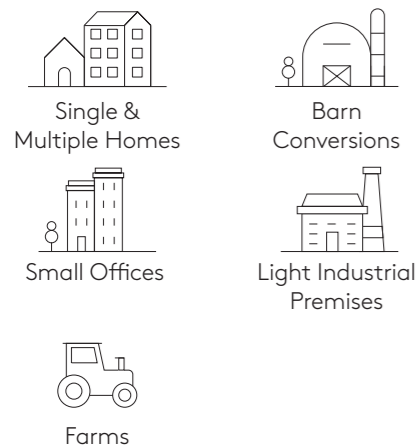 Single &
Multiple Homes
Barn
Conversions
Small Offices
Light Industrial
Premises
Farms